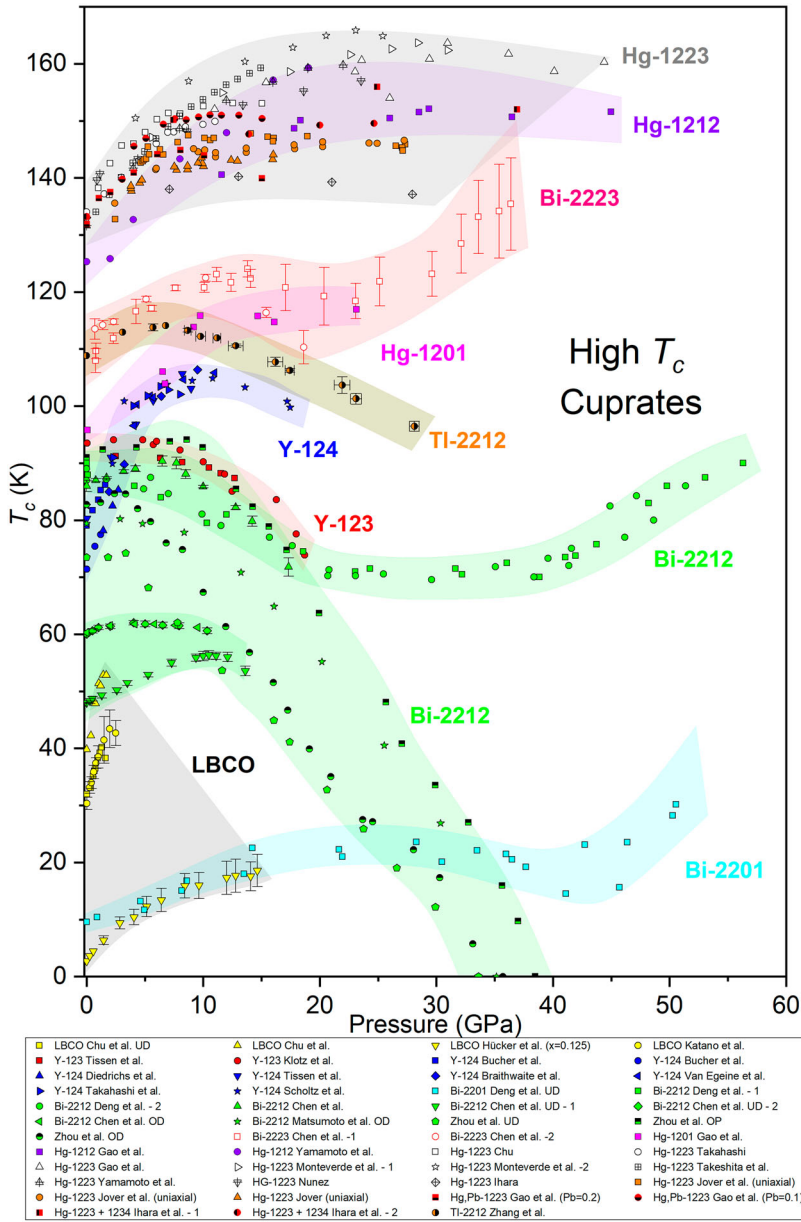 160
140
120
100
80
60
40
20
0
T_c (K)
0
10
20
30
40
50
60
Pressure (GPa)
Hg-1223
Hg-1212
Bi-2223
Hg-1201
High T_c
Cuprates
Tl-2212
Y-124
Y-123
Bi-2212
Bi-2212
LBCO
Bi-2201
LBCO Chu et al. UD LBCO Chu et al. LBCO Hücker et al. (x=0.125) LBCO Katano et al.
Y-123 Tissen et al. Y-123 Klotz et al. Y-124 Bucher et al. Y-124 Bucher et al.
Y-124 Diedrichs et al. Y-124 Tissen et al. Y-124 Braithwaite et al. Y-124 Van Egeine et al.
Y-124 Takahashi et al. Y-124 Scholtz et al. Bi-2201 Deng et al. UD Bi-2212 Deng et al. - 1
Bi-2212 Deng et al. - 2 Bi-2212 Chen et al. Bi-2212 Chen et al. UD - 1 Bi-2212 Chen et al. UD - 2
Bi-2212 Chen et al. OD Bi-2212 Matsumoto et al. OD Zhou et al. UD Zhou et al. OP
Zhou et al. OD Bi-2223 Chen et al. -1 Bi-2223 Chen et al. -2 Hg-1201 Gao et al.
Hg-1212 Gao et al. Hg-1212 Yamamoto et al. Hg-1223 Chu Hg-1223 Takahashi
Hg-1223 Gao et al. Hg-1223 Monteverde et al. - 1 Hg-1223 Monteverde et al. -2 Hg-1223 Takeshita et al.
Hg-1223 Yamamoto et al. HG-1223 Nunez Hg-1223 Ihara Hg-1223 Jover et al. (uniaxial)
Hg-1223 Jover et al. (uniaxial) Hg-1223 Jover (uniaxial) Hg,Pb-1223 Gao et al. (Pb=0.2) Hg,Pb-1223 Gao et al. (Pb=0.1)
Hg-1223 + 1234 Ihara et al. - 1 Hg-1223 + 1234 Ihara et al. - 2 Tl-2212 Zhang et al.